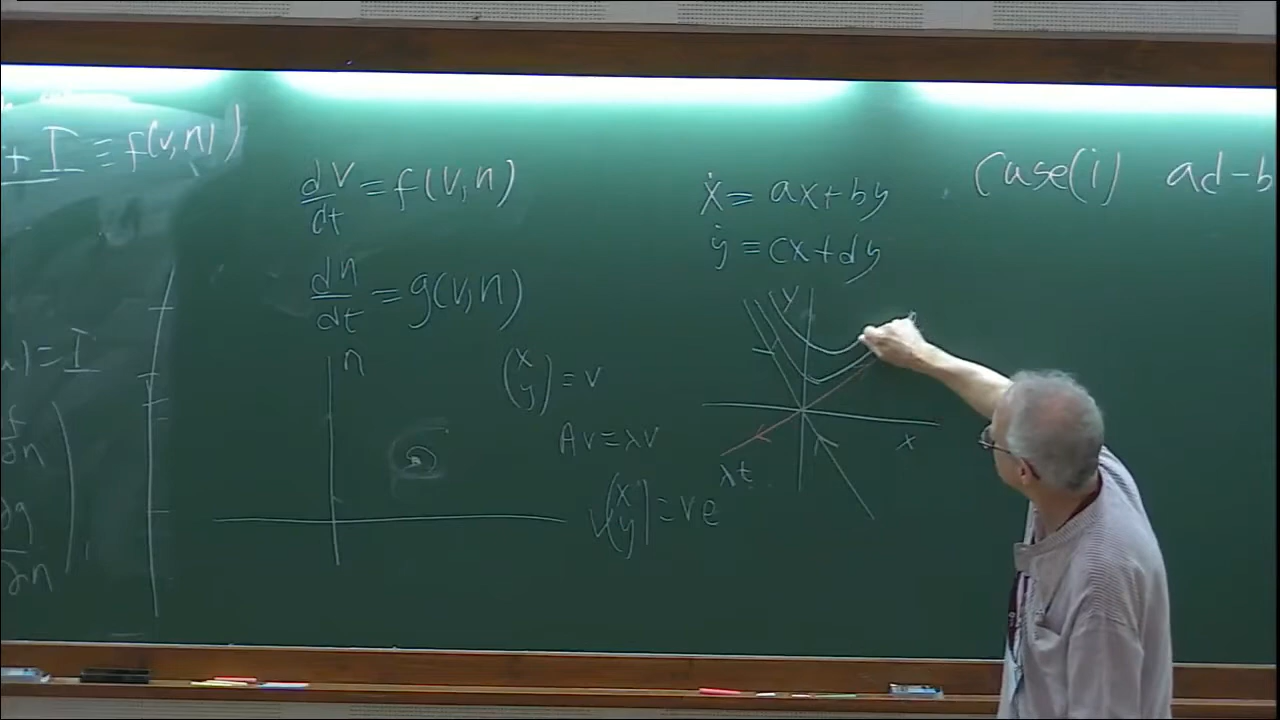 + I ≡ f(v,n)
) = I
∂n
∂g
∂n
dv/dt = f(v,n)
dn/dt = g(v,n)
n
(x y) = v
Av = λv
(x y) = ve
λt
ẋ = ax+by
ẏ = cx+dy
y
x
Case(i) ad-b